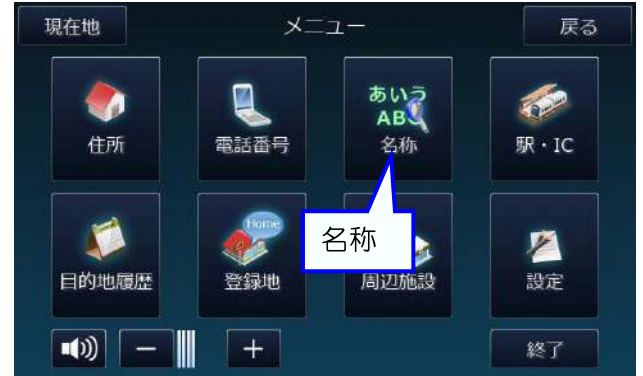 現在地
メニュー
戻る
あいう
AB
住所
電話番号
名称
駅・IC
名称
Home
目的地履歴
登録地
周辺施設
設定
終了